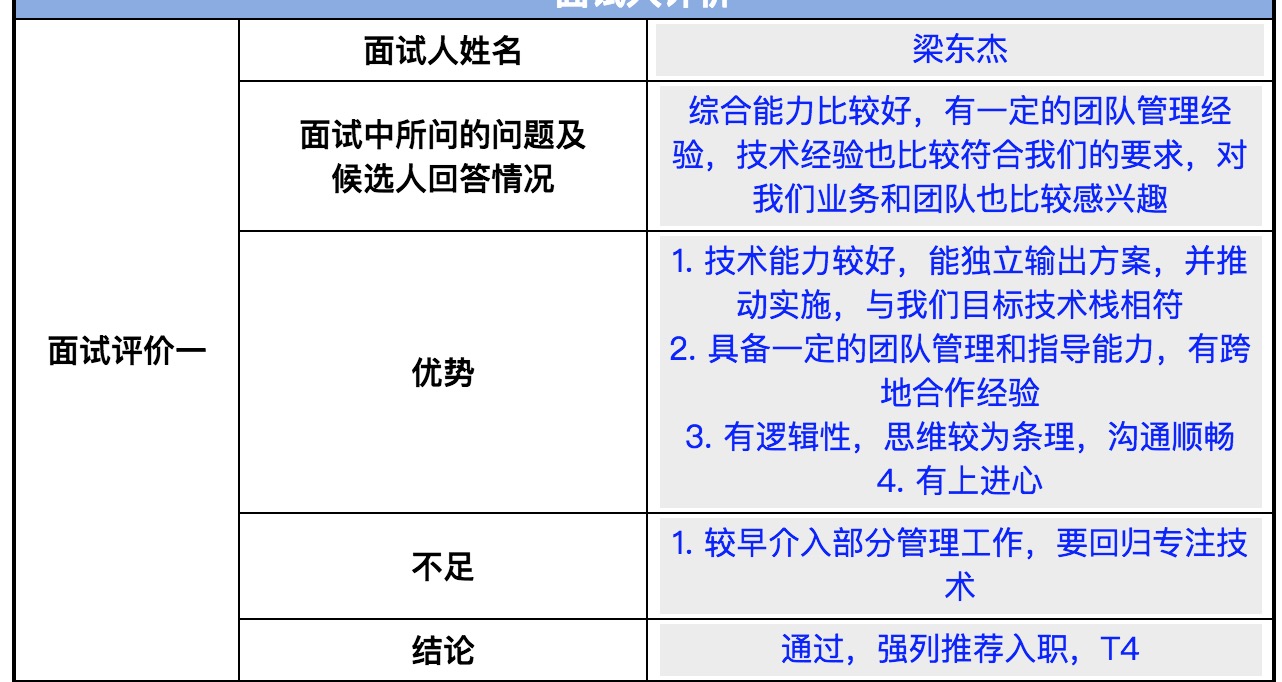 面试人评价
面试人姓名
梁东杰
面试中所问的问题及
候选人回答情况
综合能力比较好，有一定的团队管理经
验，技术经验也比较符合我们的要求，对
我们业务和团队也比较感兴趣
面试评价一
优势
1. 技术能力较好，能独立输出方案，并推
动实施，与我们目标技术栈相符
2. 具备一定的团队管理和指导能力，有跨
地合作经验
3. 有逻辑性，思维较为条理，沟通顺畅
4. 有上进心
不足
1. 较早介入部分管理工作，要回归专注技
术
结论
通过，强列推荐入职，T4